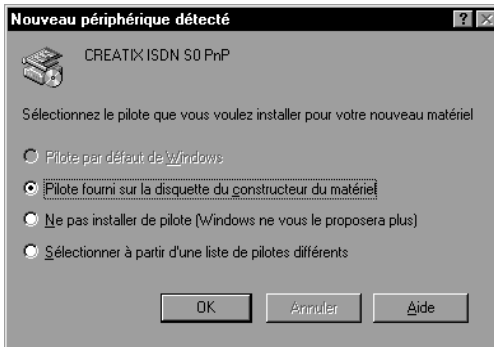 Nouveau périphérique détecté
CREATIX ISDN S0 PnP
Sélectionnez le pilote que vous voulez installer pour votre nouveau matériel
Pilote par défaut de Windows
Pilote fourni sur la disquette du constructeur du matériel
Ne pas installer de pilote (Windows ne vous le proposera plus)
Sélectionner à partir d'une liste de pilotes différents
OK Annuler Aide